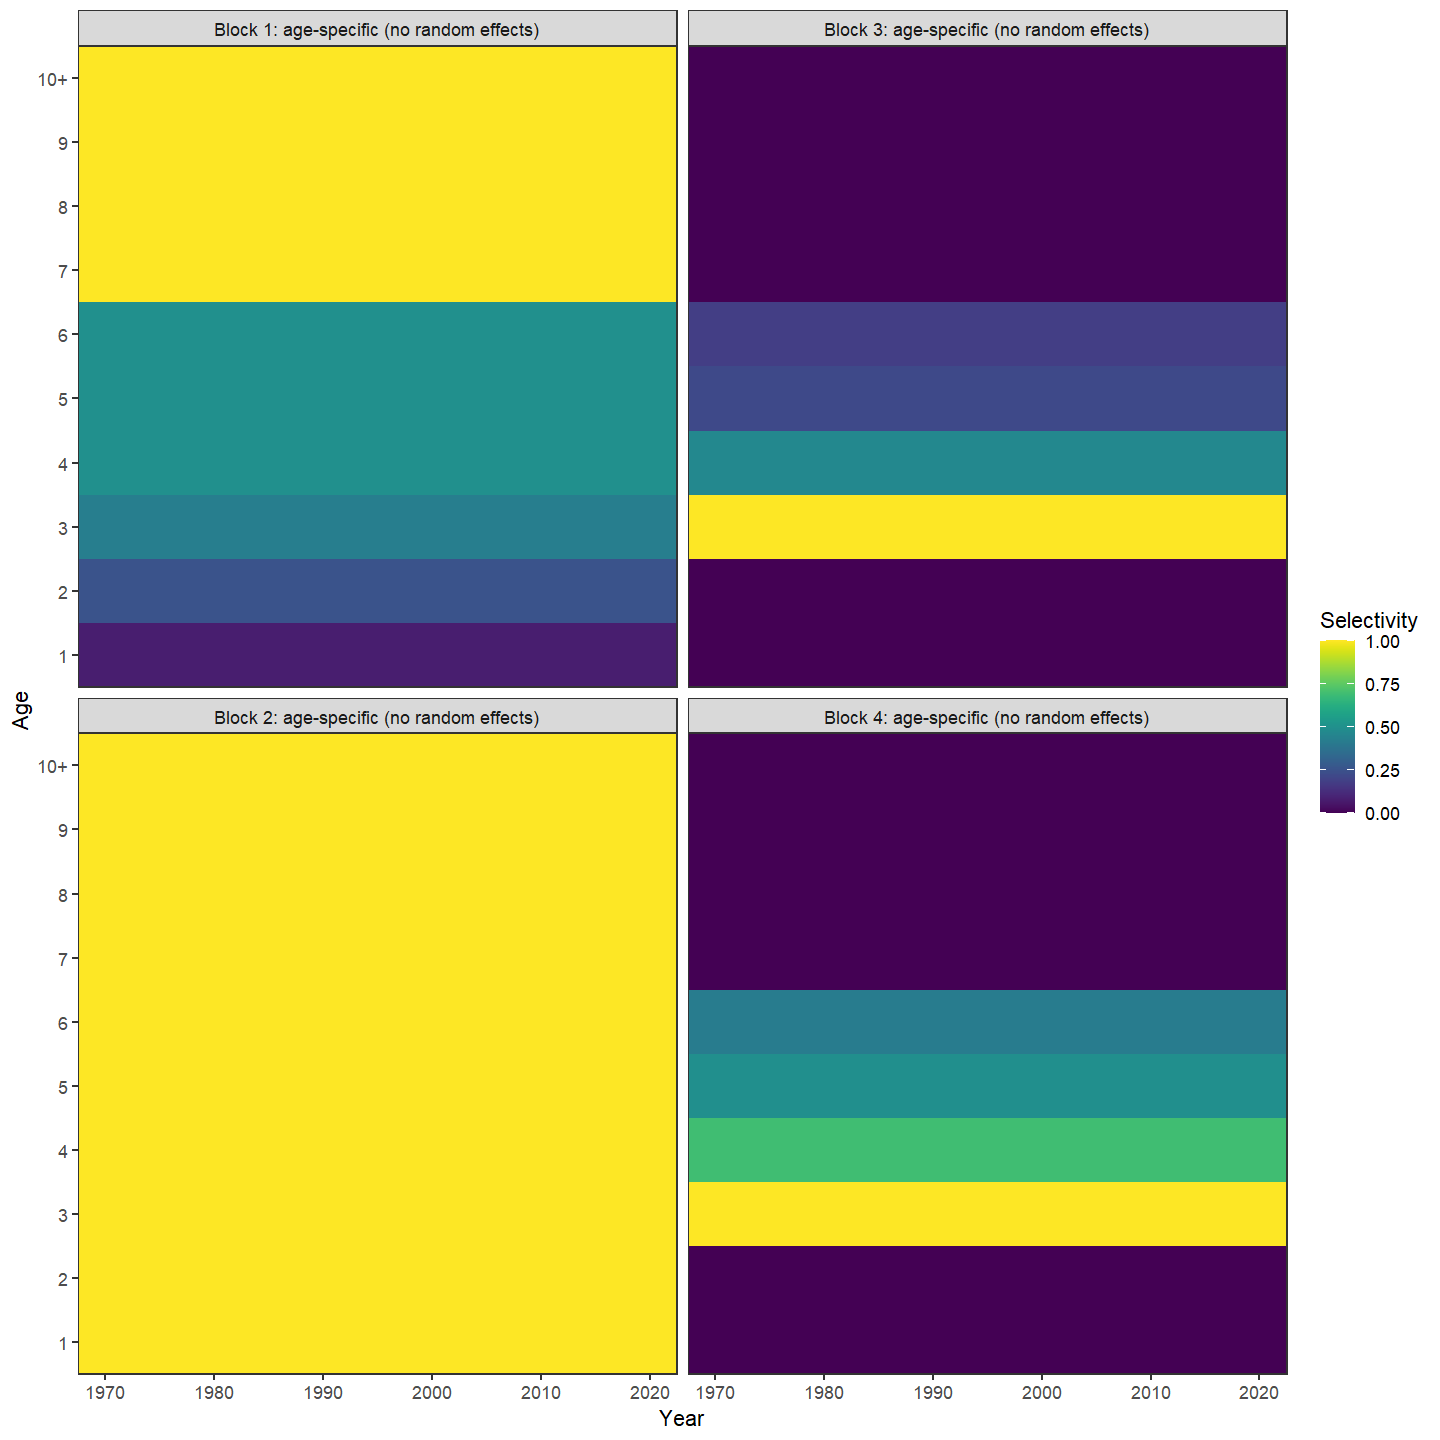 Block 1: age-specific (no random effects)
Block 3: age-specific (no random effects)
10+
9
8
7
6
5
4
3
2
1
Block 2: age-specific (no random effects)
Block 4: age-specific (no random effects)
10+
9
8
7
6
5
4
3
2
1
1970 1980 1990 2000 2010 2020
1970 1980 1990 2000 2010 2020
Year
Age
Selectivity
1.00
0.75
0.50
0.25
0.00